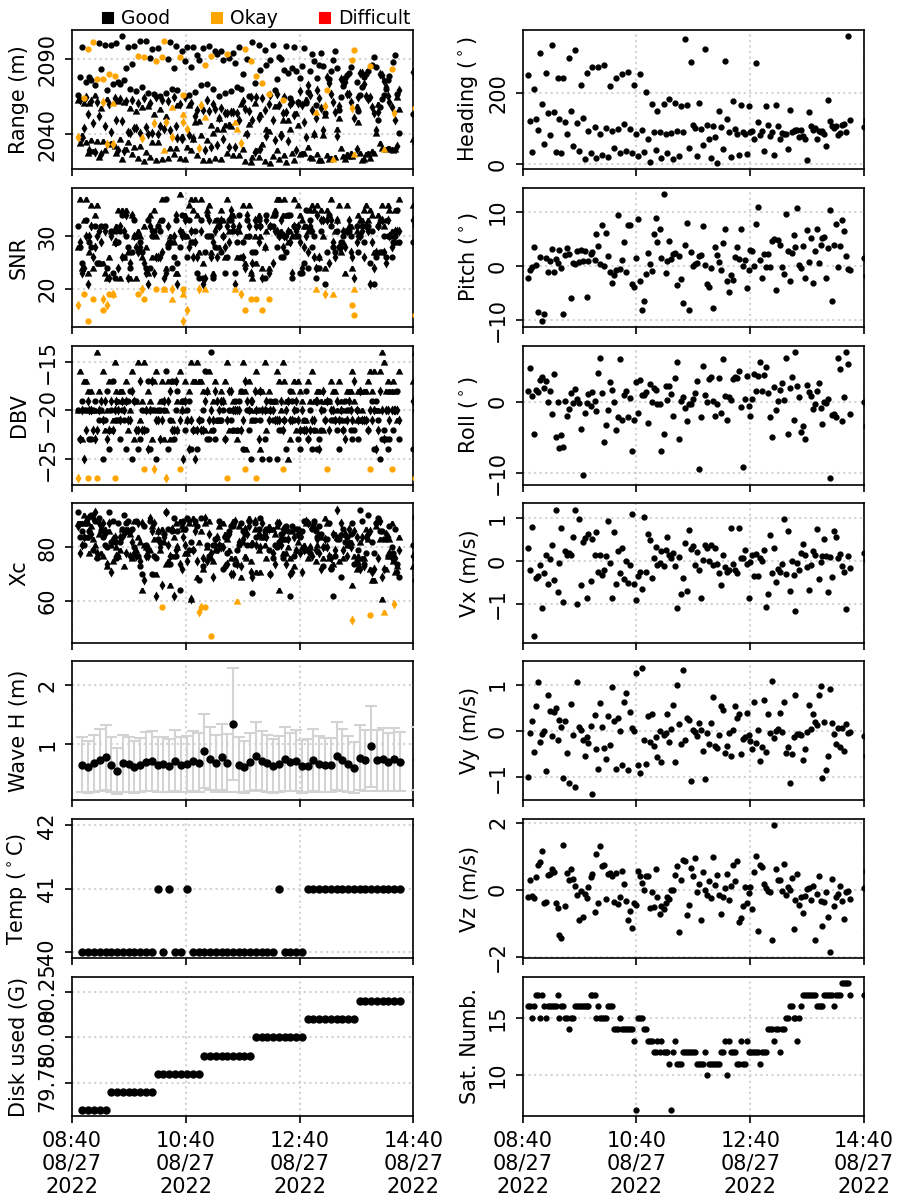 Good Okay Difficult
Range (m)
2090
2040
Heading (°)
200
0
SNR
30
20
Pitch (°)
10
0
−10
DBV
−15
−20
−25
Roll (°)
0
−10
Xc
80
60
Vx (m/s)
1
0
−1
Wave H (m)
2
1
Vy (m/s)
1
0
−1
Temp (°C)
42
41
40
Vz (m/s)
2
0
−2
Disk used (G)
80.25
80.00
79.75
Sat. Numb.
15
10
08:40 10:40 12:40 14:40 08:40 10:40 12:40 14:40
08/27 08/27 08/27 08/27 08/27 08/27 08/27 08/27
2022 2022 2022 2022 2022 2022 2022 2022